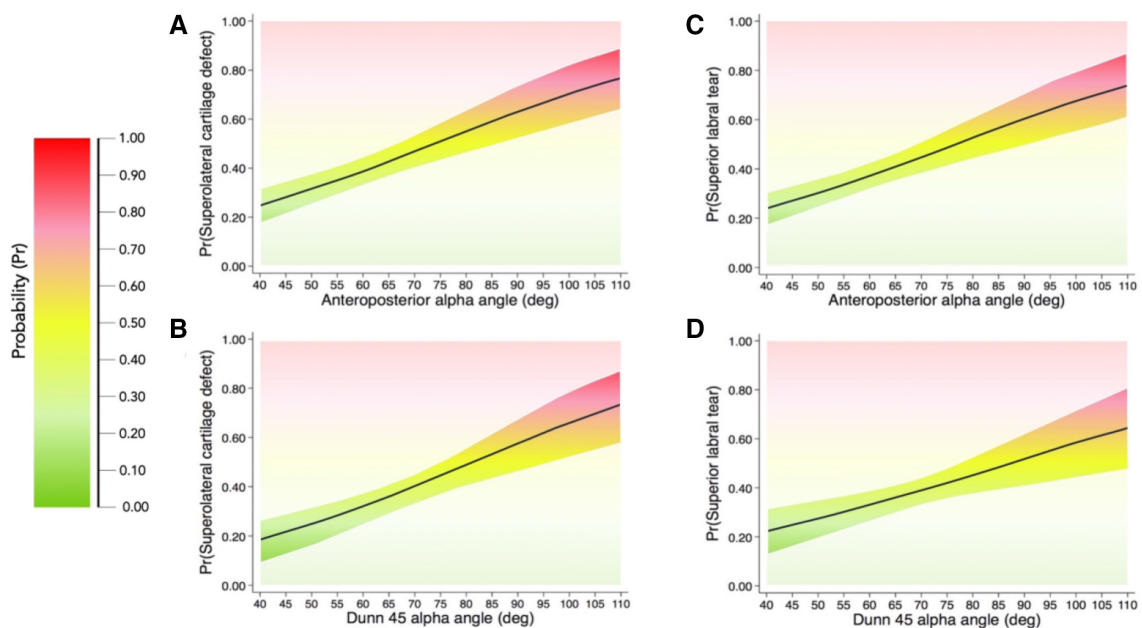 Probability (Pr)
1.00
0.90
0.80
0.70
0.60
0.50
0.40
0.30
0.20
0.10
0.00
A
Pr(Superolateral cartilage defect)
1.00
0.80
0.60
0.40
0.20
0.00
40 45 50 55 60 65 70 75 80 85 90 95 100 105 110
Anteroposterior alpha angle (deg)
C
Pr(Superior labral tear)
1.00
0.80
0.60
0.40
0.20
0.00
40 45 50 55 60 65 70 75 80 85 90 95 100 105 110
Anteroposterior alpha angle (deg)
B
Pr(Superolateral cartilage defect)
1.00
0.80
0.60
0.40
0.20
0.00
40 45 50 55 60 65 70 75 80 85 90 95 100 105 110
Dunn 45 alpha angle (deg)
D
Pr(Superior labral tear)
1.00
0.80
0.60
0.40
0.20
0.00
40 45 50 55 60 65 70 75 80 85 90 95 100 105 110
Dunn 45 alpha angle (deg)